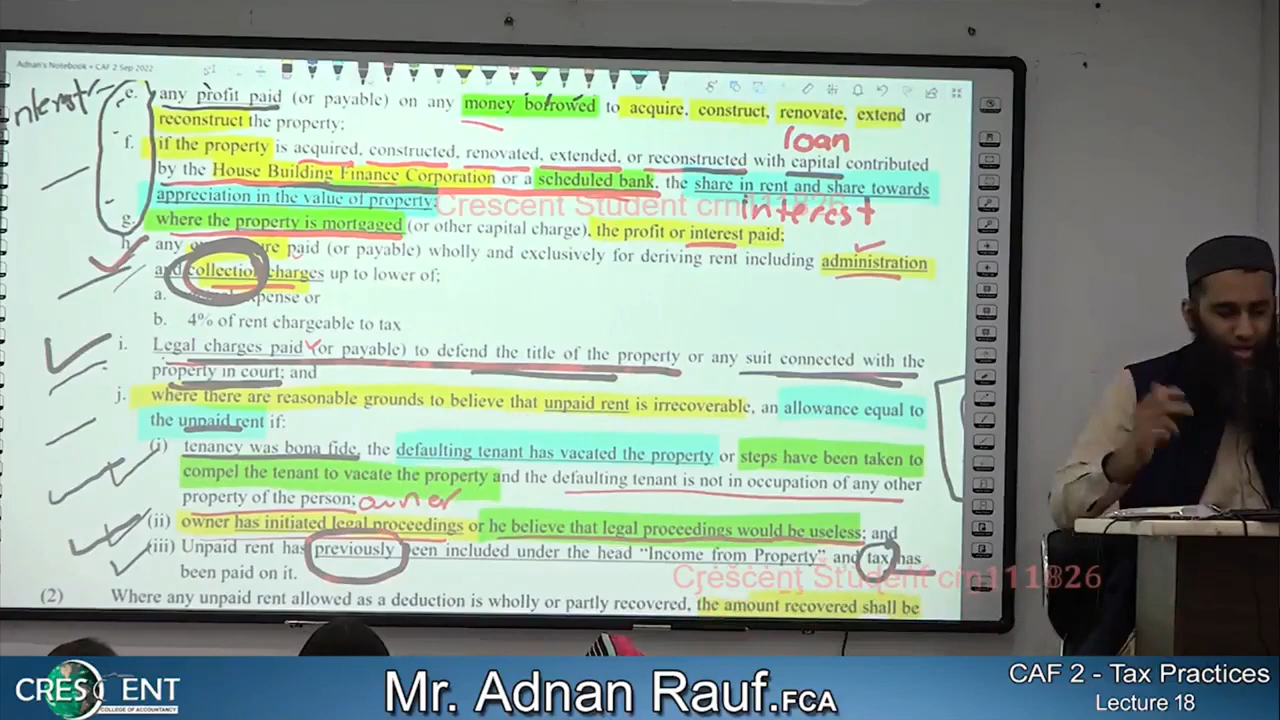 Adnan's Notebook • CAF 2 Sep 2022
e. any profit paid (or payable) on any money borrowed to acquire, construct, renovate, extend or
reconstruct the property;
loan
f. if the property is acquired, constructed, renovated, extended, or reconstructed with capital contributed
by the House Building Finance Corporation or a scheduled bank, the share in rent and share towards
appreciation in the value of property;
Crescent Student crn111826
interest
g. where the property is mortgaged (or other capital charge), the profit or interest paid;
h. any paid (or payable) wholly and exclusively for deriving rent including administration
and collection charges up to lower of;
a. expense or
b. 4% of rent chargeable to tax
i. Legal charges paid (or payable) to defend the title of the property or any suit connected with the
property in court; and
j. where there are reasonable grounds to believe that unpaid rent is irrecoverable, an allowance equal to
the unpaid rent if:
(i) tenancy was bona fide, the defaulting tenant has vacated the property or steps have been taken to
compel the tenant to vacate the property and the defaulting tenant is not in occupation of any other
property of the person; owner
(ii) owner has initiated legal proceedings or he believe that legal proceedings would be useless; and
(iii) Unpaid rent has previously been included under the head “Income from Property” and tax has
been paid on it.
Crescent Student crn111826
(2) Where any unpaid rent allowed as a deduction is wholly or partly recovered, the amount recovered shall be
CRESCENT
COLLEGE OF ACCOUNTANCY
Mr. Adnan Rauf.FCA
CAF 2 - Tax Practices
Lecture 18